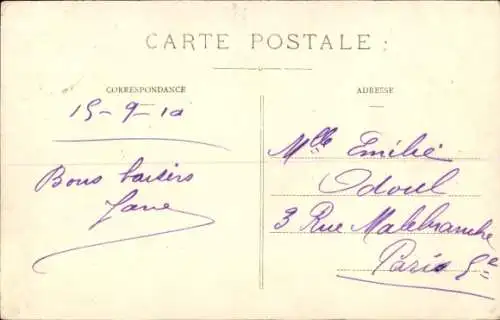 CARTE POSTALE :
CORRESPONDANCE
15-9-10
Bons baisers
Jane
ADRESSE
Mlle Emilie
Odoul
3 Rue Malebranche
Paris 5e